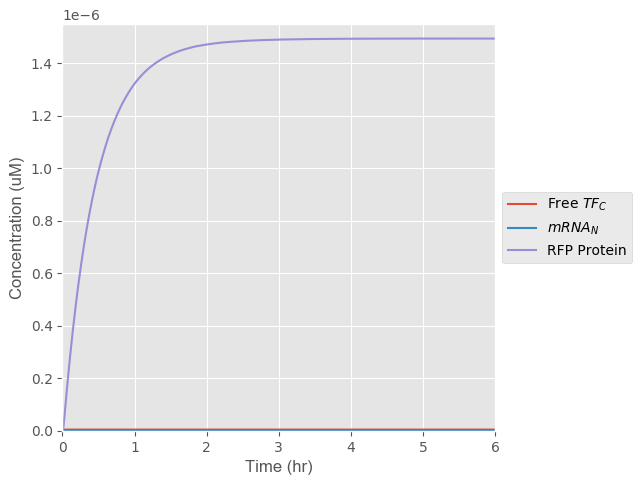 1e−6
1.4
1.2
1.0
0.8
0.6
0.4
0.2
0.0
0 1 2 3 4 5 6
Concentration (uM)
Time (hr)
Free TF_C
mRNA_N
RFP Protein